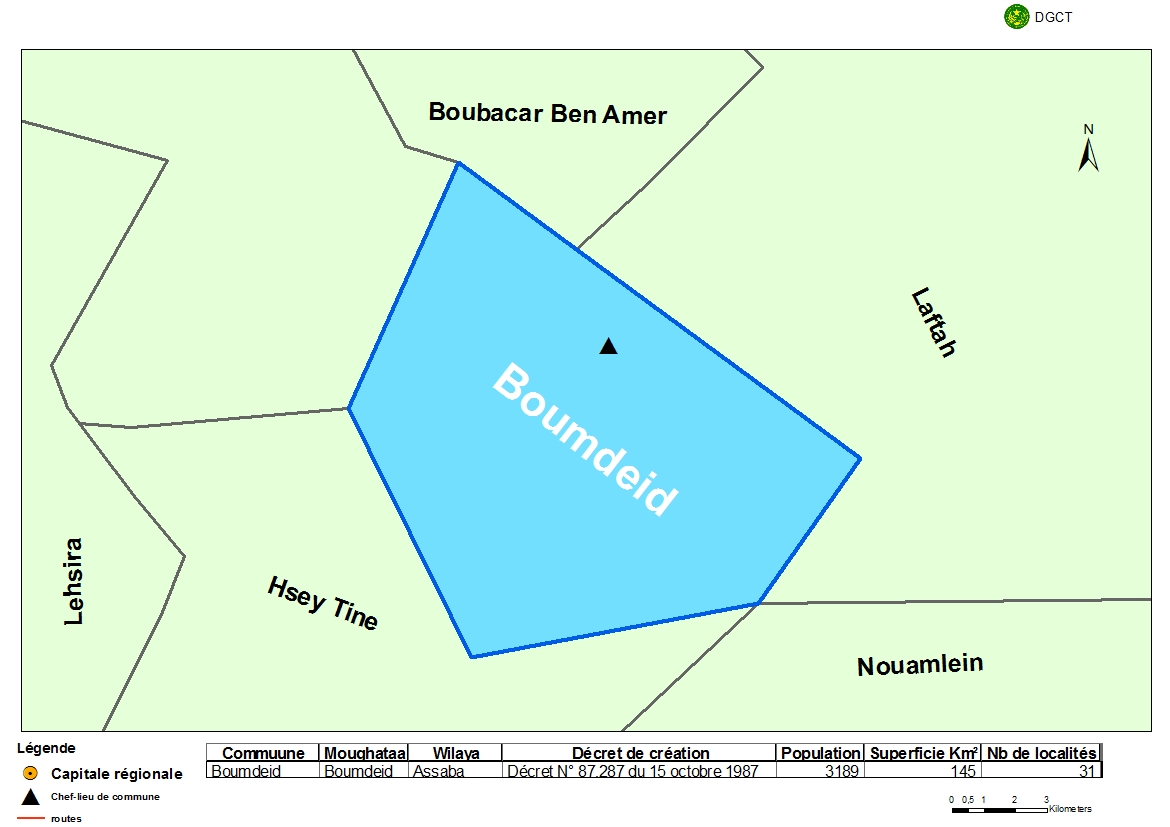 DGCT
Boubacar Ben Amer
N
Laftah
Boumdeid
Lehsira
Hsey Tine
Nouamlein
Légende
Capitale régionale
Chef-lieu de commune
routes
Commuune Moughataa Wilaya Décret de création Population Superficie Km² Nb de localités
Boumdeid Boumdeid Assaba Décret N° 87.287 du 15 octobre 1987 3189 145 31
0 0,5 1 2 3
Kilometers